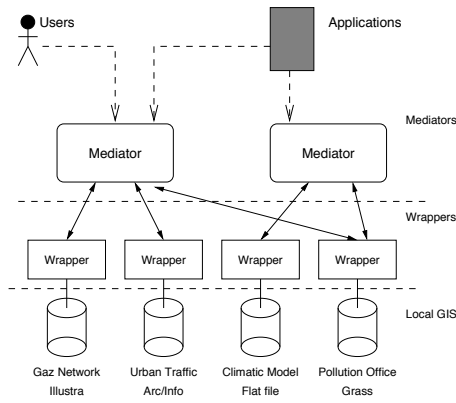 Users
Applications
Mediators
Mediator
Mediator
Wrappers
Wrapper
Wrapper
Wrapper
Wrapper
Local GIS
Gaz Network
Urban Traffic
Climatic Model
Pollution Office
Illustra
Arc/Info
Flat file
Grass